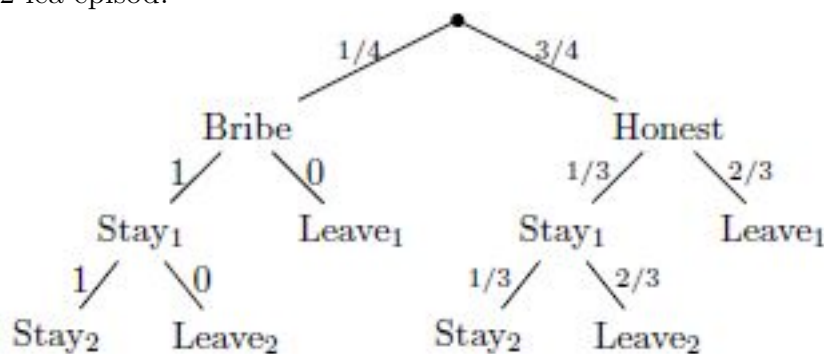 1/4 3/4
Bribe Honest
1 0 1/3 2/3
Stay₁ Leave₁ Stay₁ Leave₁
1 0 1/3 2/3
Stay₂ Leave₂ Stay₂ Leave₂